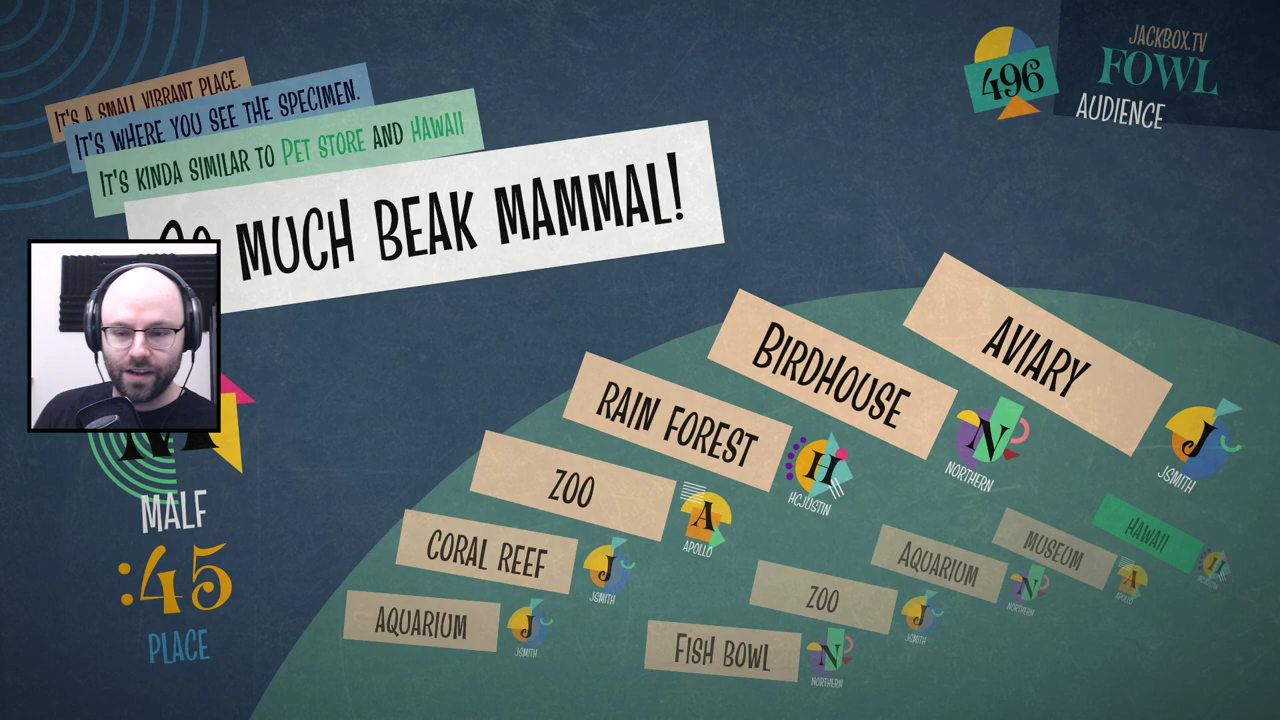 IT'S A SMALL VIBRANT PLACE.
IT'S WHERE YOU SEE THE SPECIMEN.
IT'S KINDA SIMILAR TO PET STORE AND HAWAII
MUCH BEAK MAMMAL!
496
JACKBOX.TV
FOWL
AUDIENCE
AVIARY
J
JSMITH
BIRDHOUSE
N
NORTHERN
RAIN FOREST
H
HCJUSTIN
ZOO
A
APOLLO
CORAL REEF
J
JSMITH
AQUARIUM
J
JSMITH
HAWAII
H
MUSEUM
A
APOLLO
AQUARIUM
N
NORTHERN
ZOO
J
JSMITH
FISH BOWL
N
NORTHERN
MALF
:45
PLACE